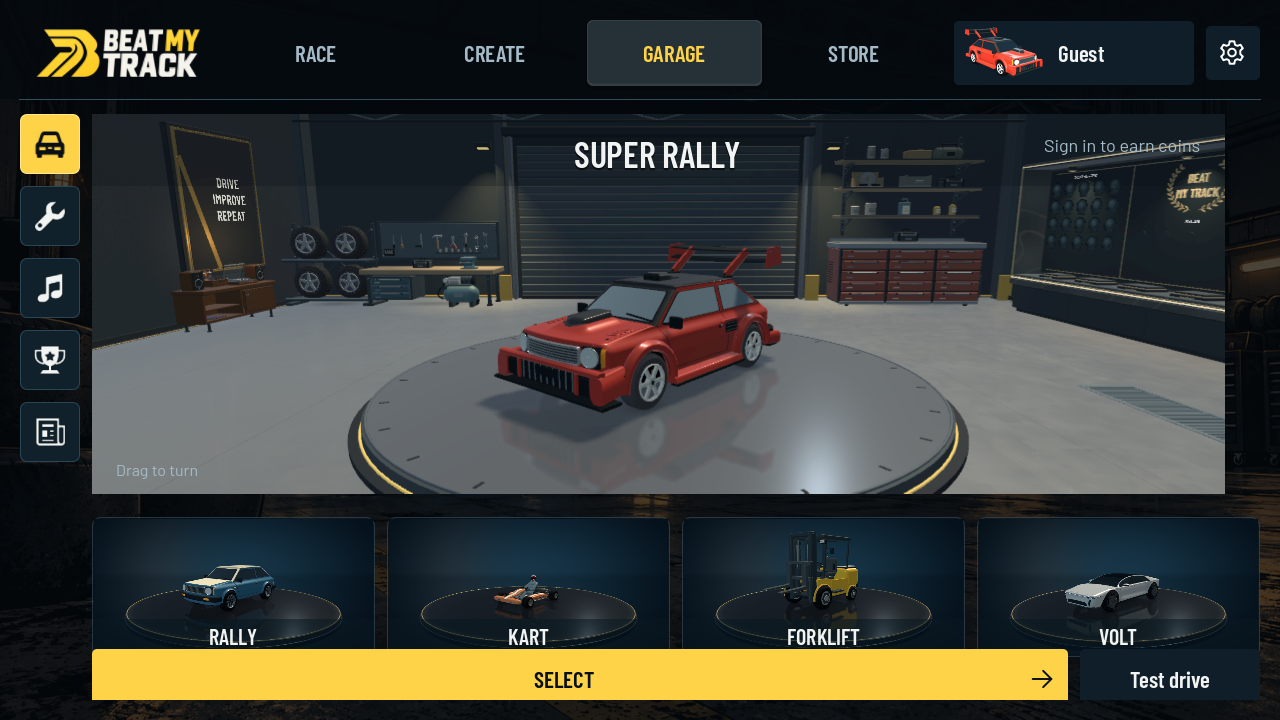 BEAT MY
TRACK
RACE
CREATE
GARAGE
STORE
Guest
SUPER RALLY
Sign in to earn coins
DRIVE
IMPROVE
REPEAT
BEAT
MY TRACK
Drag to turn
RALLY
KART
FORKLIFT
VOLT
SELECT
Test drive